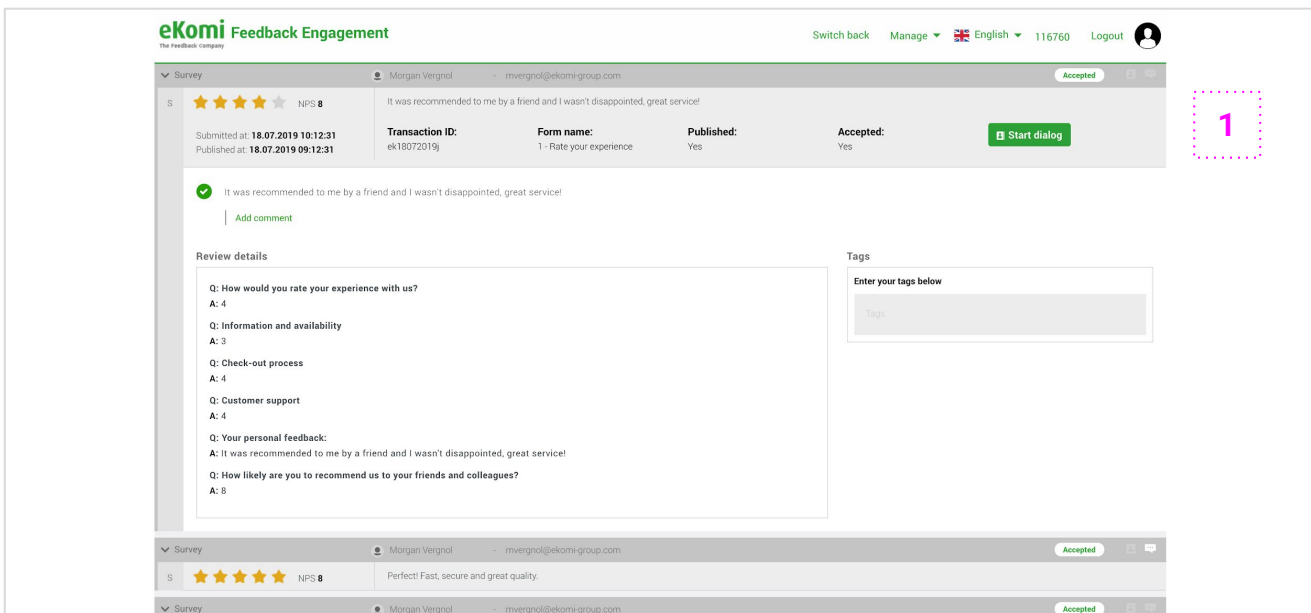 eKomi Feedback Engagement
The Feedback Company
Switch back Manage English 116760 Logout
Survey Morgan Vergnol - mvergnol@ekomi-group.com Accepted
S NPS 8 It was recommended to me by a friend and I wasn't disappointed, great service!
1
Submitted at: 18.07.2019 10:12:31
Published at: 18.07.2019 09:12:31
Transaction ID: Form name: Published: Accepted:
ek18072019j 1 - Rate your experience Yes Yes
Start dialog
It was recommended to me by a friend and I wasn't disappointed, great service!
Add comment
Review details
Q: How would you rate your experience with us?
A: 4
Q: Information and availability
A: 3
Q: Check-out process
A: 4
Q: Customer support
A: 4
Q: Your personal feedback:
A: It was recommended to me by a friend and I wasn't disappointed, great service!
Q: How likely are you to recommend us to your friends and colleagues?
A: 8
Tags
Enter your tags below
Tags
Survey Morgan Vergnol - mvergnol@ekomi-group.com Accepted
S NPS 8 Perfect! Fast, secure and great quality.
Survey Morgan Vergnol - mvergnol@ekomi-group.com Accepted